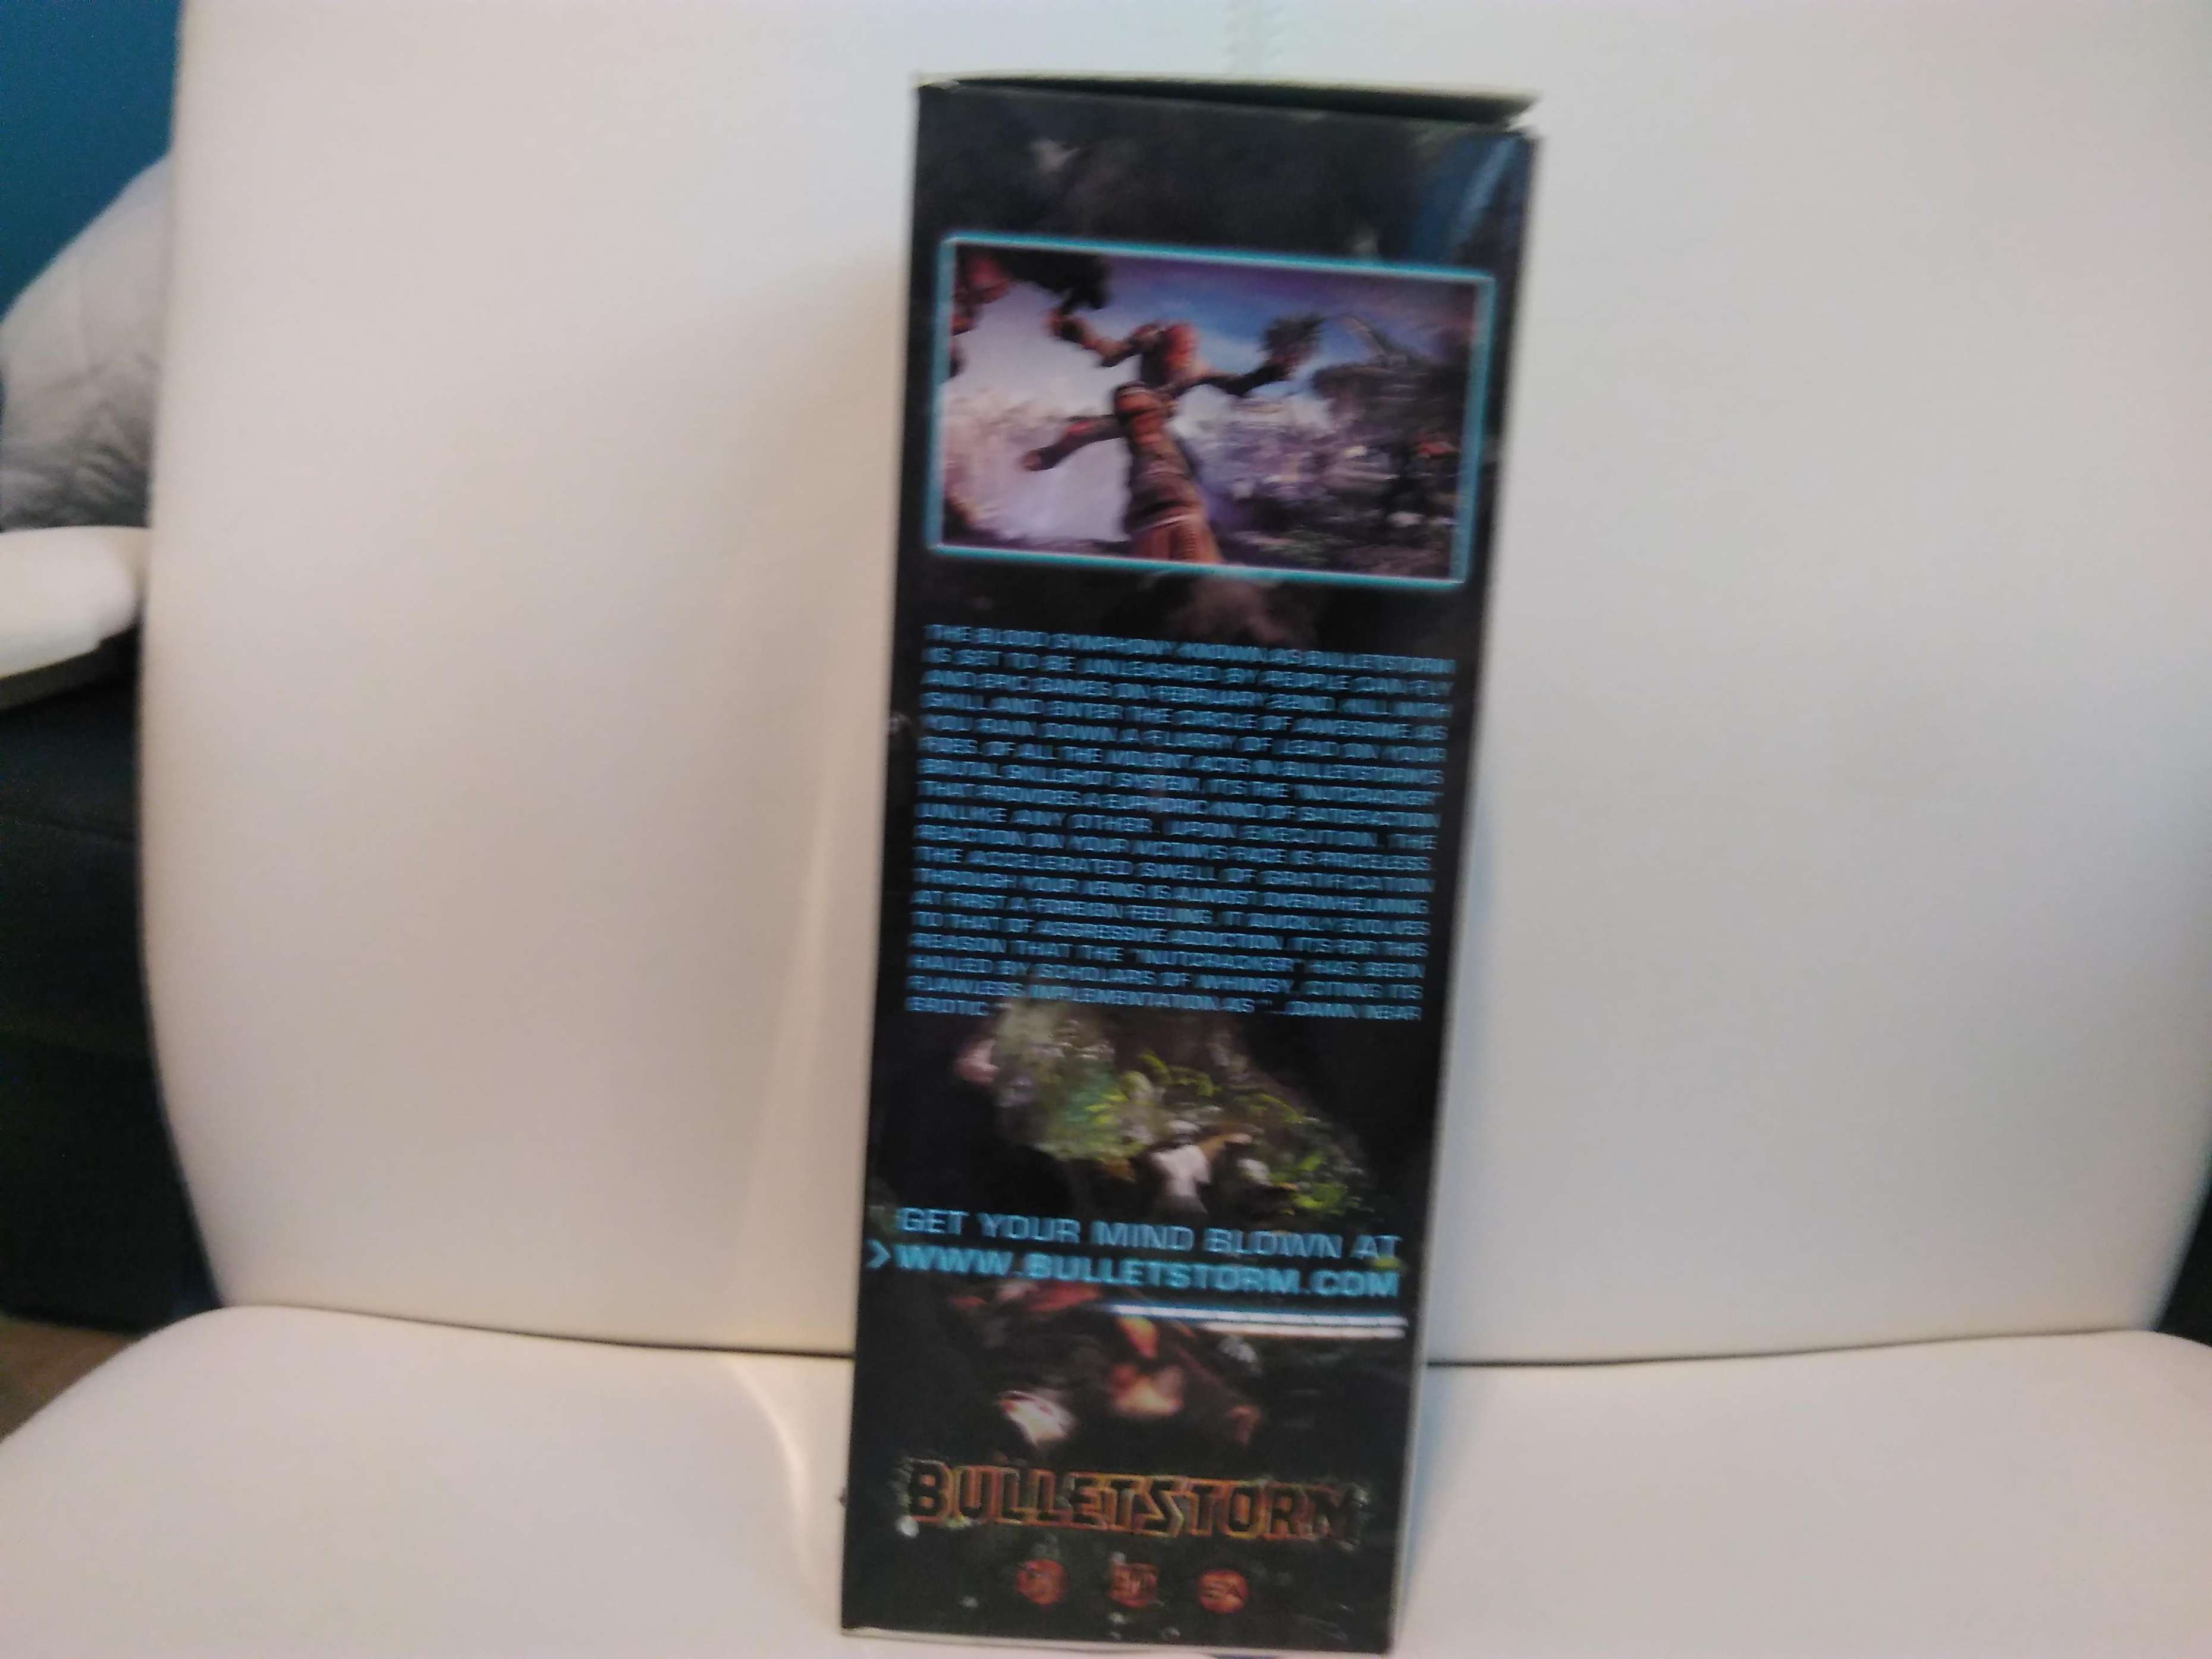 THE BLOOD SYMPHONY KNOWN AS BULLETSTORM
IS SET TO BE UNLEASHED BY PEOPLE CAN FLY
AND EPIC GAMES ON FEBRUARY 22ND. KILL WITH
SKILL AND ENTER THE CIRCLE OF AWESOME AS
YOU RAIN DOWN A FLURRY OF LEAD ON YOUR
FOES. OF ALL THE VIOLENT ACTS IN BULLETSTORM'S
BRUTAL SKILLSHOT SYSTEM, IT'S THE "NUTCRACKER"
THAT PROVIDES A EUPHORIC KIND OF SATISFACTION
UNLIKE ANY OTHER. UPON EXECUTION, THE
REACTION ON YOUR VICTIM'S FACE IS PRICELESS.
THE ACCELERATED SWELL OF GRATIFICATION
THROUGH YOUR VEINS IS ALMOST OVERWHELMING.
AT FIRST A FOREIGN FEELING, IT QUICKLY EVOLVES
TO THAT OF AGGRESSIVE ADDICTION. IT'S FOR THIS
REASON THAT THE "NUTCRACKER" HAS BEEN
HAILED BY SCHOLARS OF WHIMSY, CITING ITS
FLAWLESS IMPLEMENTATION AS "...DAMN NEAR
EROTIC."
GET YOUR MIND BLOWN AT
>WWW.BULLETSTORM.COM
BULLETSTORM
EA